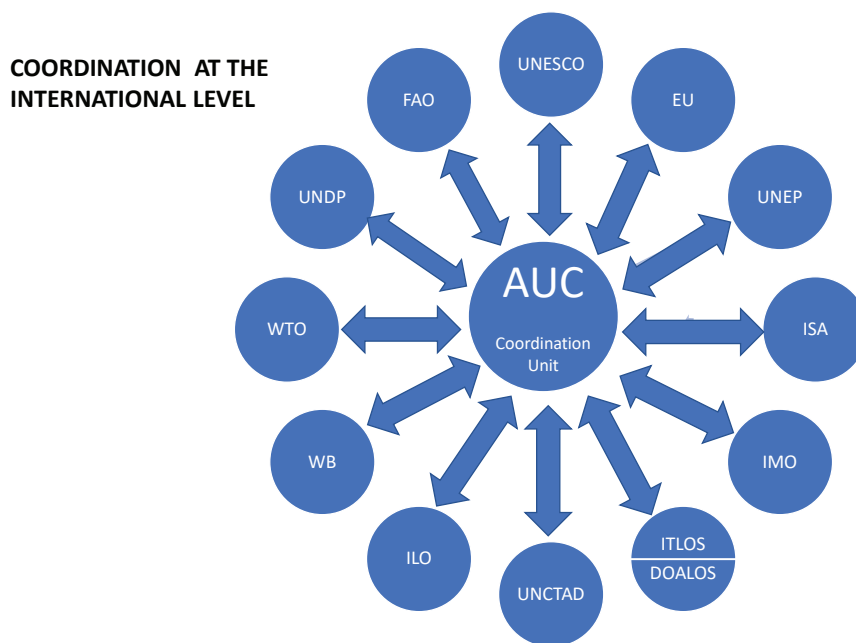 COORDINATION AT THE
INTERNATIONAL LEVEL
UNESCO
EU
UNEP
ISA
IMO
ITLOS
DOALOS
UNCTAD
ILO
WB
WTO
UNDP
FAO
AUC
Coordination
Unit